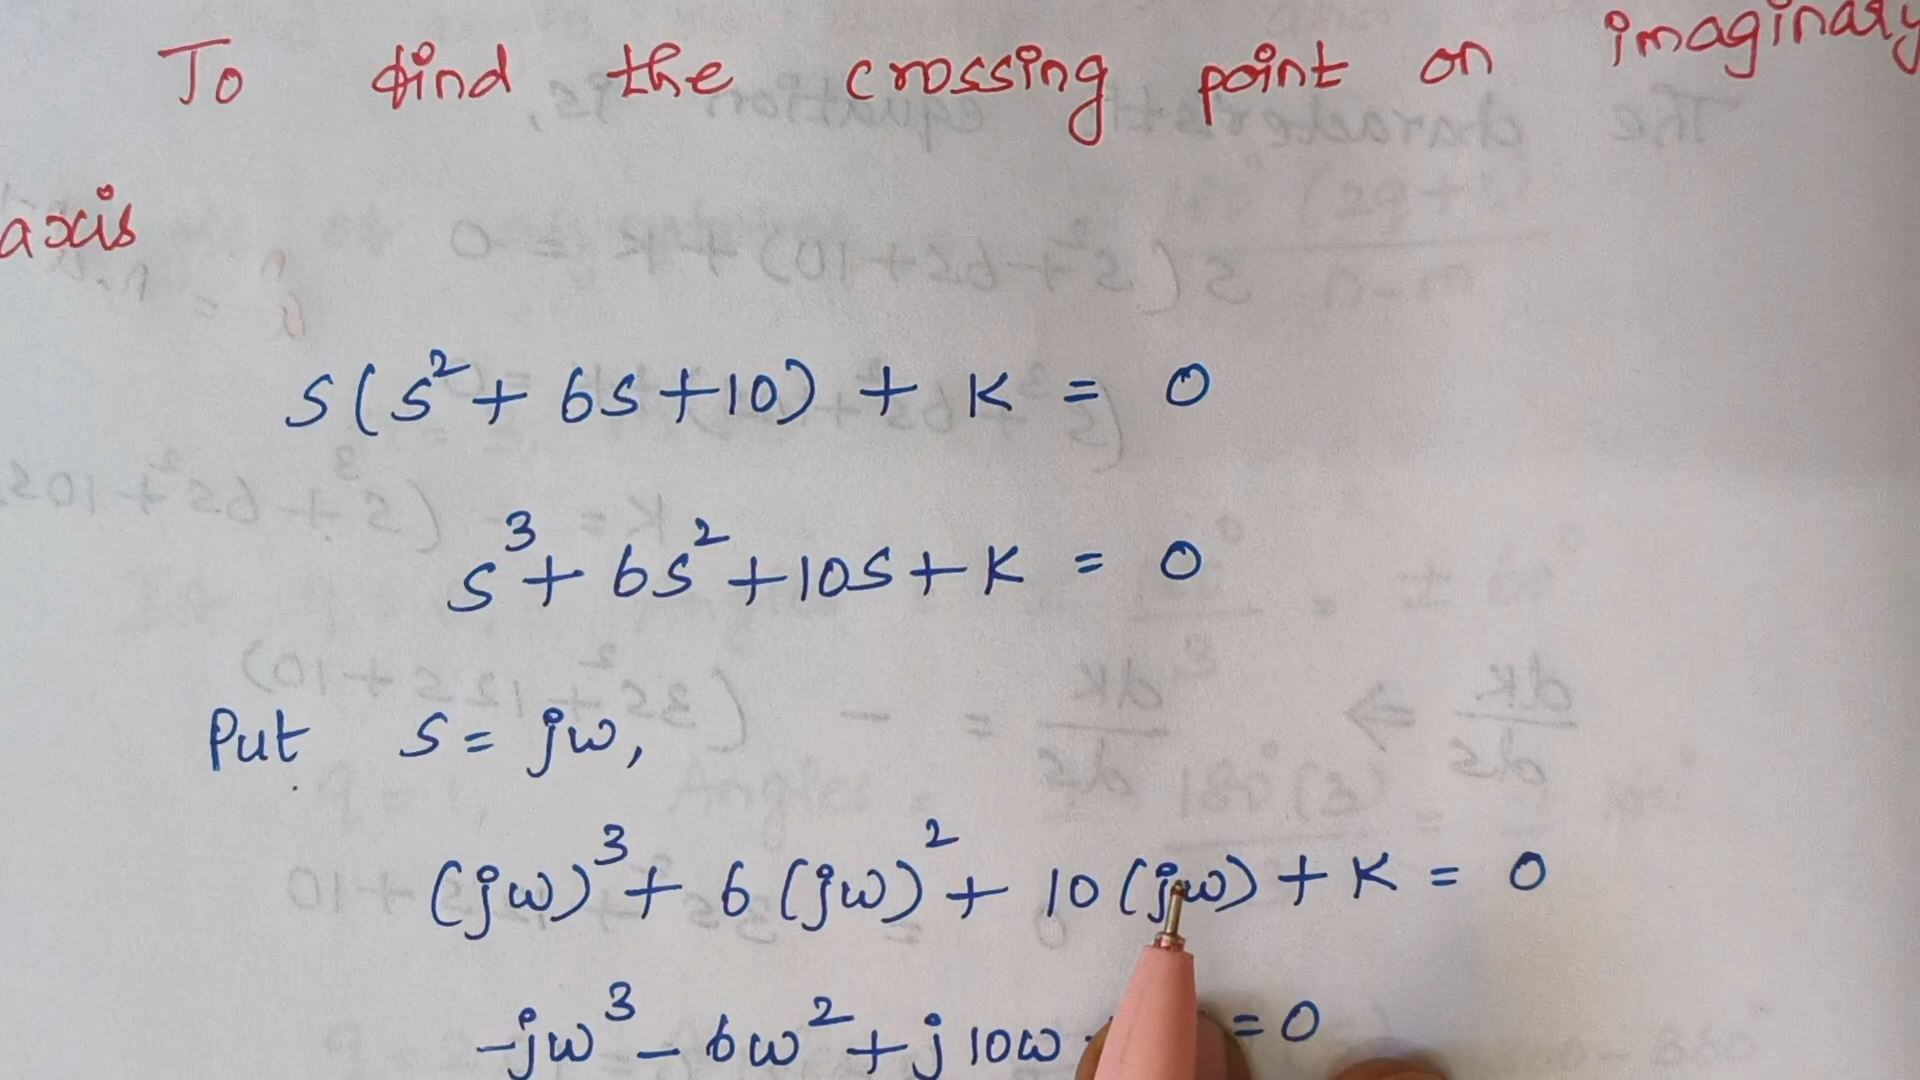 To find the crossing point on imaginary
axis
s(s² + 6s + 10) + K = 0
s³ + 6s² + 10s + K = 0
Put s = jω,
(jω)³ + 6(jω)² + 10(jω) + K = 0
-jω³ - 6ω² + j10ω = 0